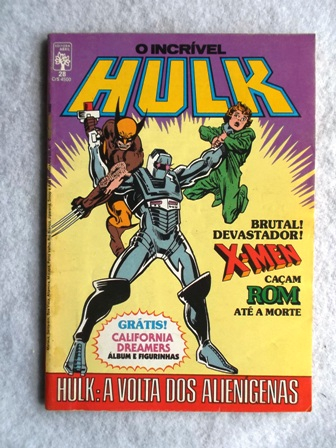 O INCRÍVEL
HULK
28
BRUTAL!
DEVASTADOR!
X-MEN
CAÇAM
ROM
ATÉ A MORTE
GRÁTIS!
CALIFORNIA
DREAMERS
ÁLBUM E FIGURINHAS
HULK: A VOLTA DOS ALIENÍGENAS